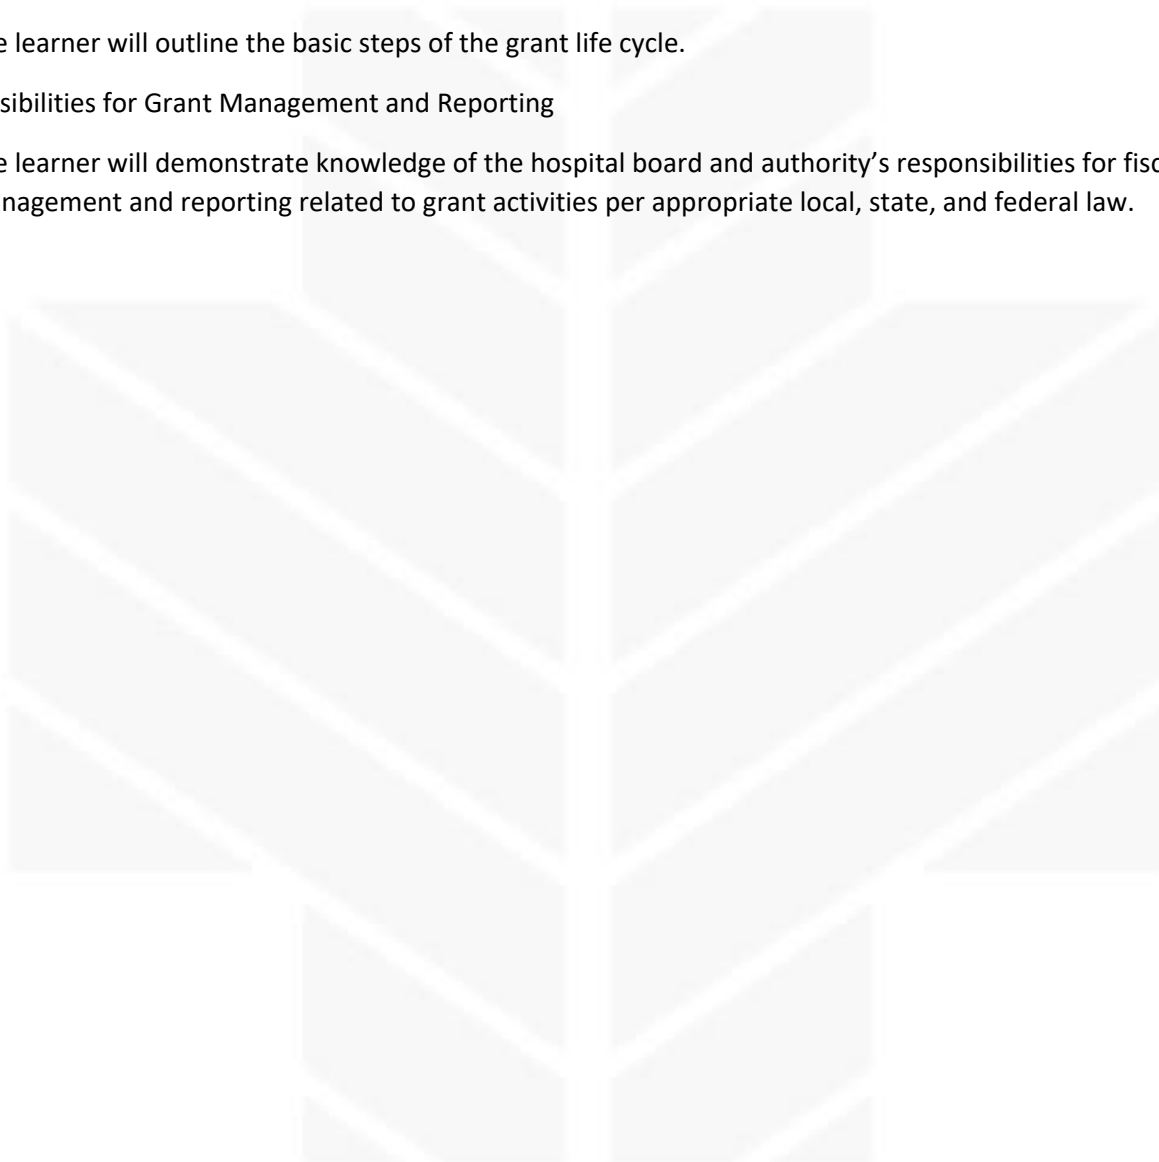 e learner will outline the basic steps of the grant life cycle.
sibilities for Grant Management and Reporting
e learner will demonstrate knowledge of the hospital board and authority’s responsibilities for fisc
nagement and reporting related to grant activities per appropriate local, state, and federal law.